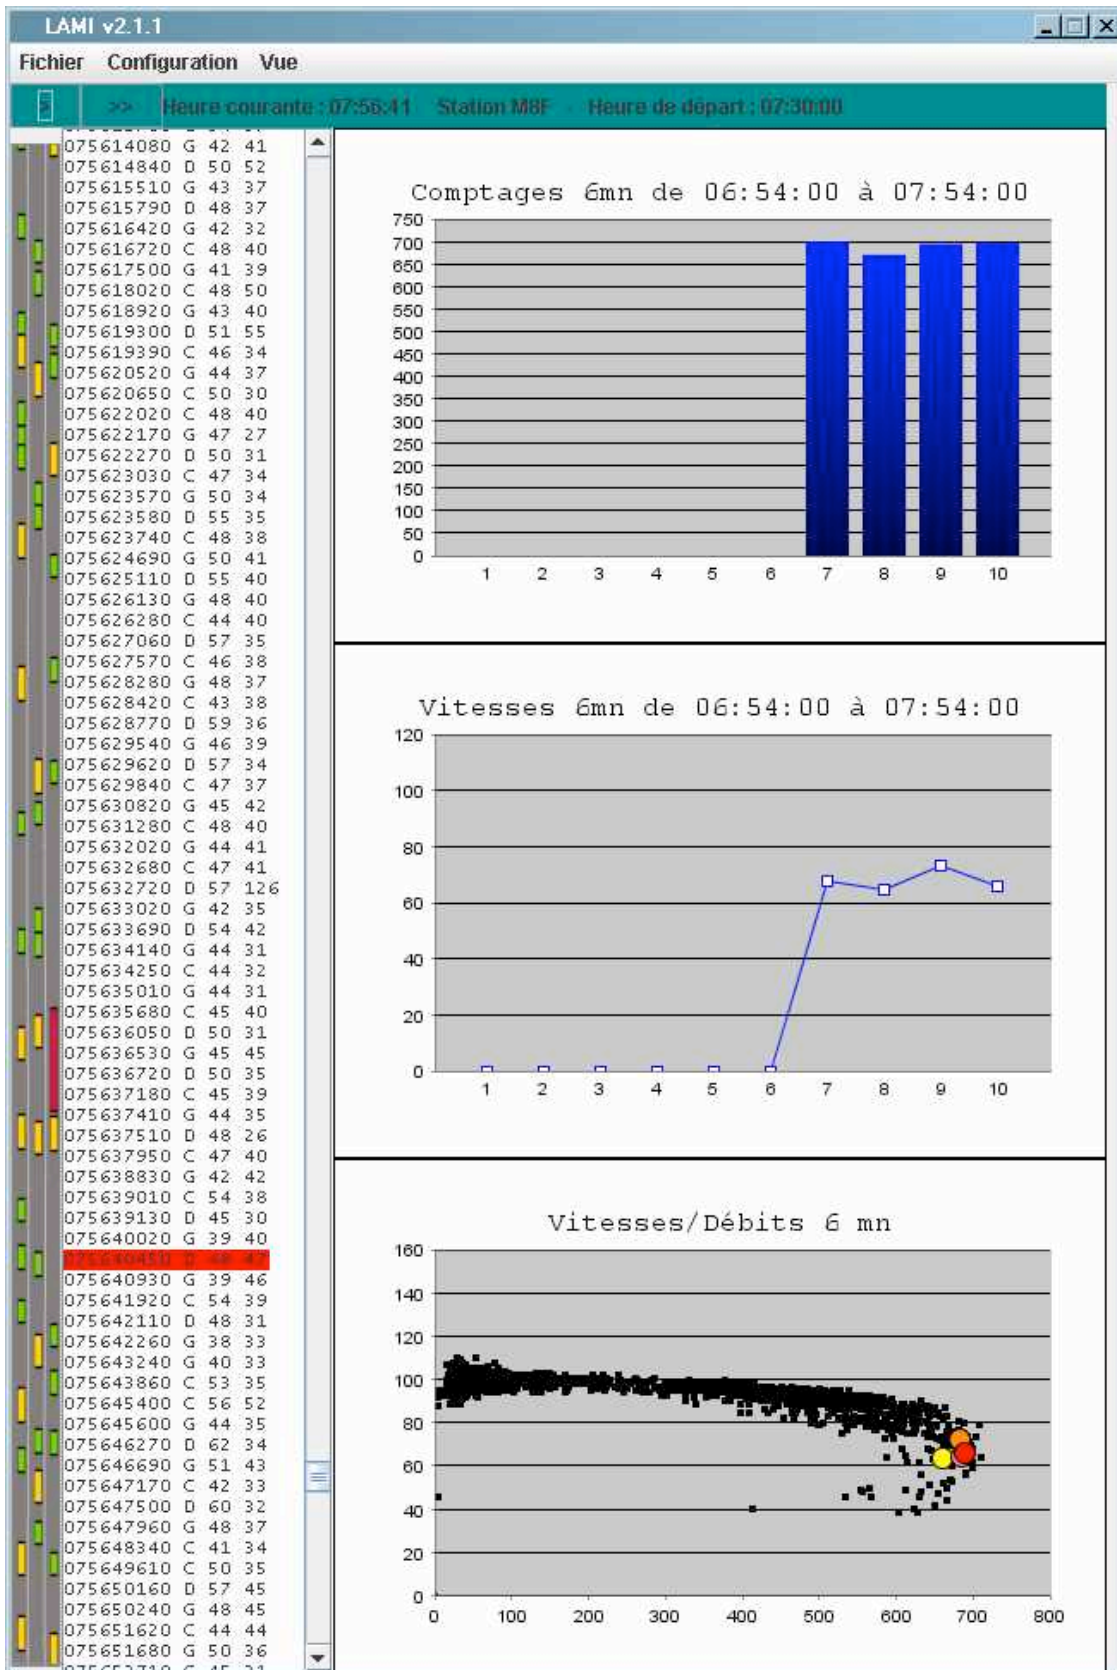 LAMI v2.1.1
Fichier Configuration Vue
> >> Heure courante : 07:56:41 Station M8F - Heure de départ : 07:30:00
075614080 G 42 41
075614840 D 50 52
075615510 G 43 37
075615790 D 48 37
075616420 G 42 32
075616720 C 48 40
075617500 G 41 39
075618020 C 48 50
075618920 G 43 40
075619300 D 51 55
075619390 C 46 34
075620520 G 44 37
075620650 C 50 30
075622020 C 48 40
075622170 G 47 27
075622270 D 50 31
075623030 C 47 34
075623570 G 50 34
075623580 D 55 35
075623740 C 48 38
075624690 G 50 41
075625110 D 55 40
075626130 G 48 40
075626280 C 44 40
075627060 D 57 35
075627570 C 46 38
075628280 G 48 37
075628420 C 43 38
075628770 D 59 36
075629540 G 46 39
075629620 D 57 34
075629840 C 47 37
075630820 G 45 42
075631280 C 48 40
075632020 G 44 41
075632680 C 47 41
075632720 D 57 126
075633020 G 42 35
075633690 D 54 42
075634140 G 44 31
075634250 C 44 32
075635010 G 44 31
075635680 C 45 40
075636050 D 50 31
075636530 G 45 45
075636720 D 50 35
075637180 C 45 39
075637410 G 44 35
075637510 D 48 26
075637950 C 47 40
075638830 G 42 42
075639010 C 54 38
075639130 D 45 30
075640020 G 39 40
075640450 D 48 47
075640930 G 39 46
075641920 C 54 39
075642110 D 48 31
075642260 G 38 33
075643240 G 40 33
075643860 C 53 35
075645400 C 56 52
075645600 G 44 35
075646270 D 62 34
075646690 G 51 43
075647170 C 42 33
075647500 D 60 32
075647960 G 48 37
075648340 C 41 34
075649610 C 50 35
075650160 D 57 45
075650240 G 48 45
075651620 C 44 44
075651680 G 50 36
Comptages 6mn de 06:54:00 à 07:54:00
750
700
650
600
550
500
450
400
350
300
250
200
150
100
50
0
1 2 3 4 5 6 7 8 9 10
Vitesses 6mn de 06:54:00 à 07:54:00
120
100
80
60
40
20
0
1 2 3 4 5 6 7 8 9 10
Vitesses/Débits 6 mn
160
140
120
100
80
60
40
20
0
0 100 200 300 400 500 600 700 800